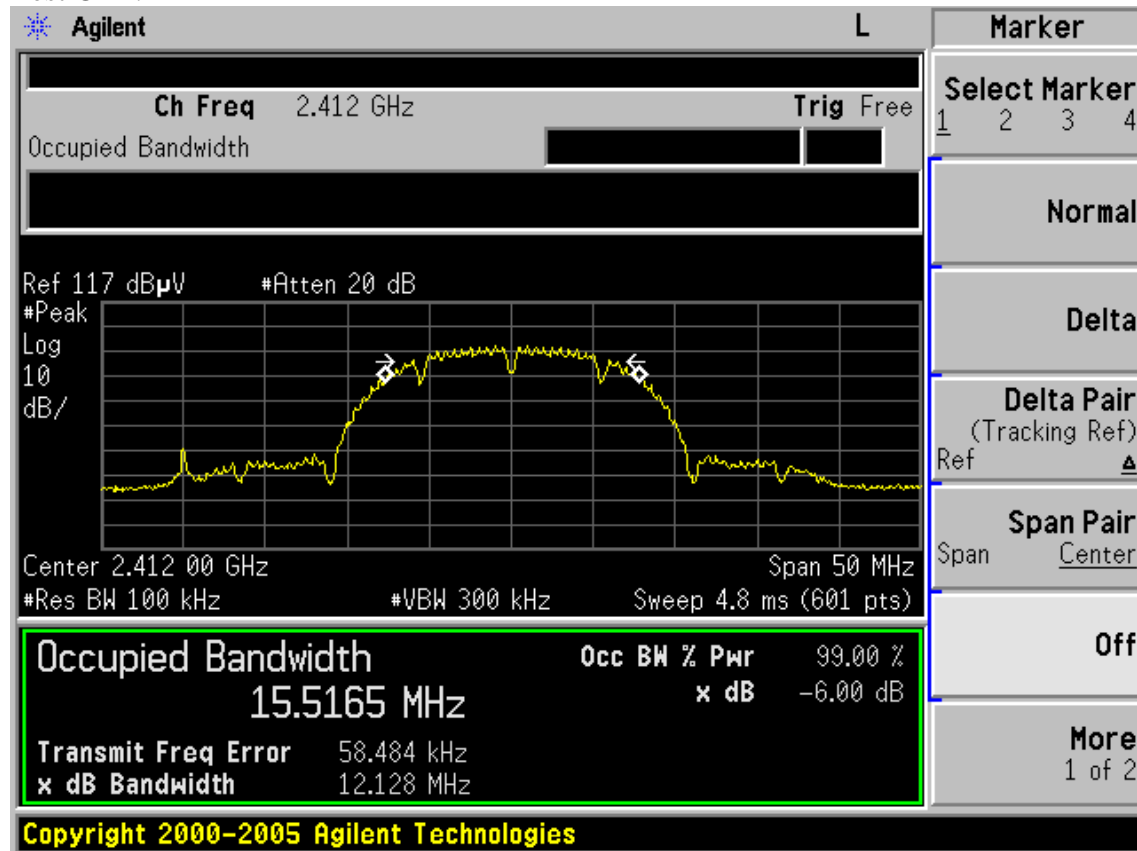 Agilent L
Ch Freq 2.412 GHz Trig Free
Occupied Bandwidth
Ref 117 dBµV #Atten 20 dB
#Peak
Log
10
dB/
Center 2.412 00 GHz Span 50 MHz
#Res BW 100 kHz #VBW 300 kHz Sweep 4.8 ms (601 pts)
Occupied Bandwidth Occ BW % Pwr 99.00 %
15.5165 MHz x dB -6.00 dB
Transmit Freq Error 58.484 kHz
x dB Bandwidth 12.128 MHz
Copyright 2000-2005 Agilent Technologies
Marker
Select Marker
1 2 3 4
Normal
Delta
Delta Pair
(Tracking Ref)
Ref Δ
Span Pair
Span Center
Off
More
1 of 2